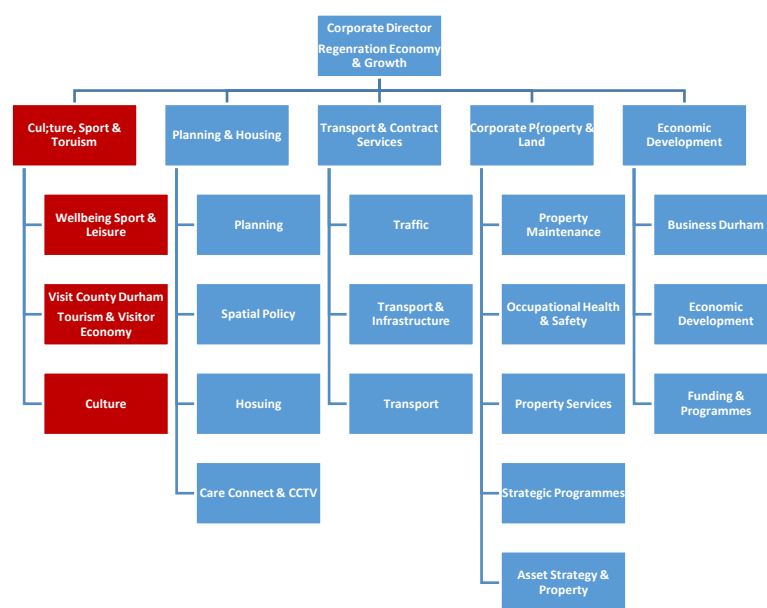 Corporate Director
Regenration Economy
& Growth
Cul;ture, Sport &
Toruism
Planning & Housing
Transport & Contract
Services
Corporate P{roperty &
Land
Economic
Development
Wellbeing Sport &
Leisure
Planning
Traffic
Property
Maintenance
Business Durham
Visit County Durham
Tourism & Visitor
Economy
Spatial Policy
Transport &
Infrastructure
Occupational Health
& Safety
Economic
Development
Culture
Hosuing
Transport
Property Services
Funding &
Programmes
Care Connect & CCTV
Strategic Programmes
Asset Strategy &
Property